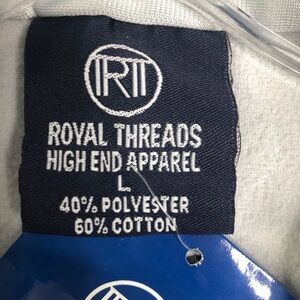 RT
ROYAL THREADS
HIGH END APPAREL
L
40% POLYESTER
60% COTTON